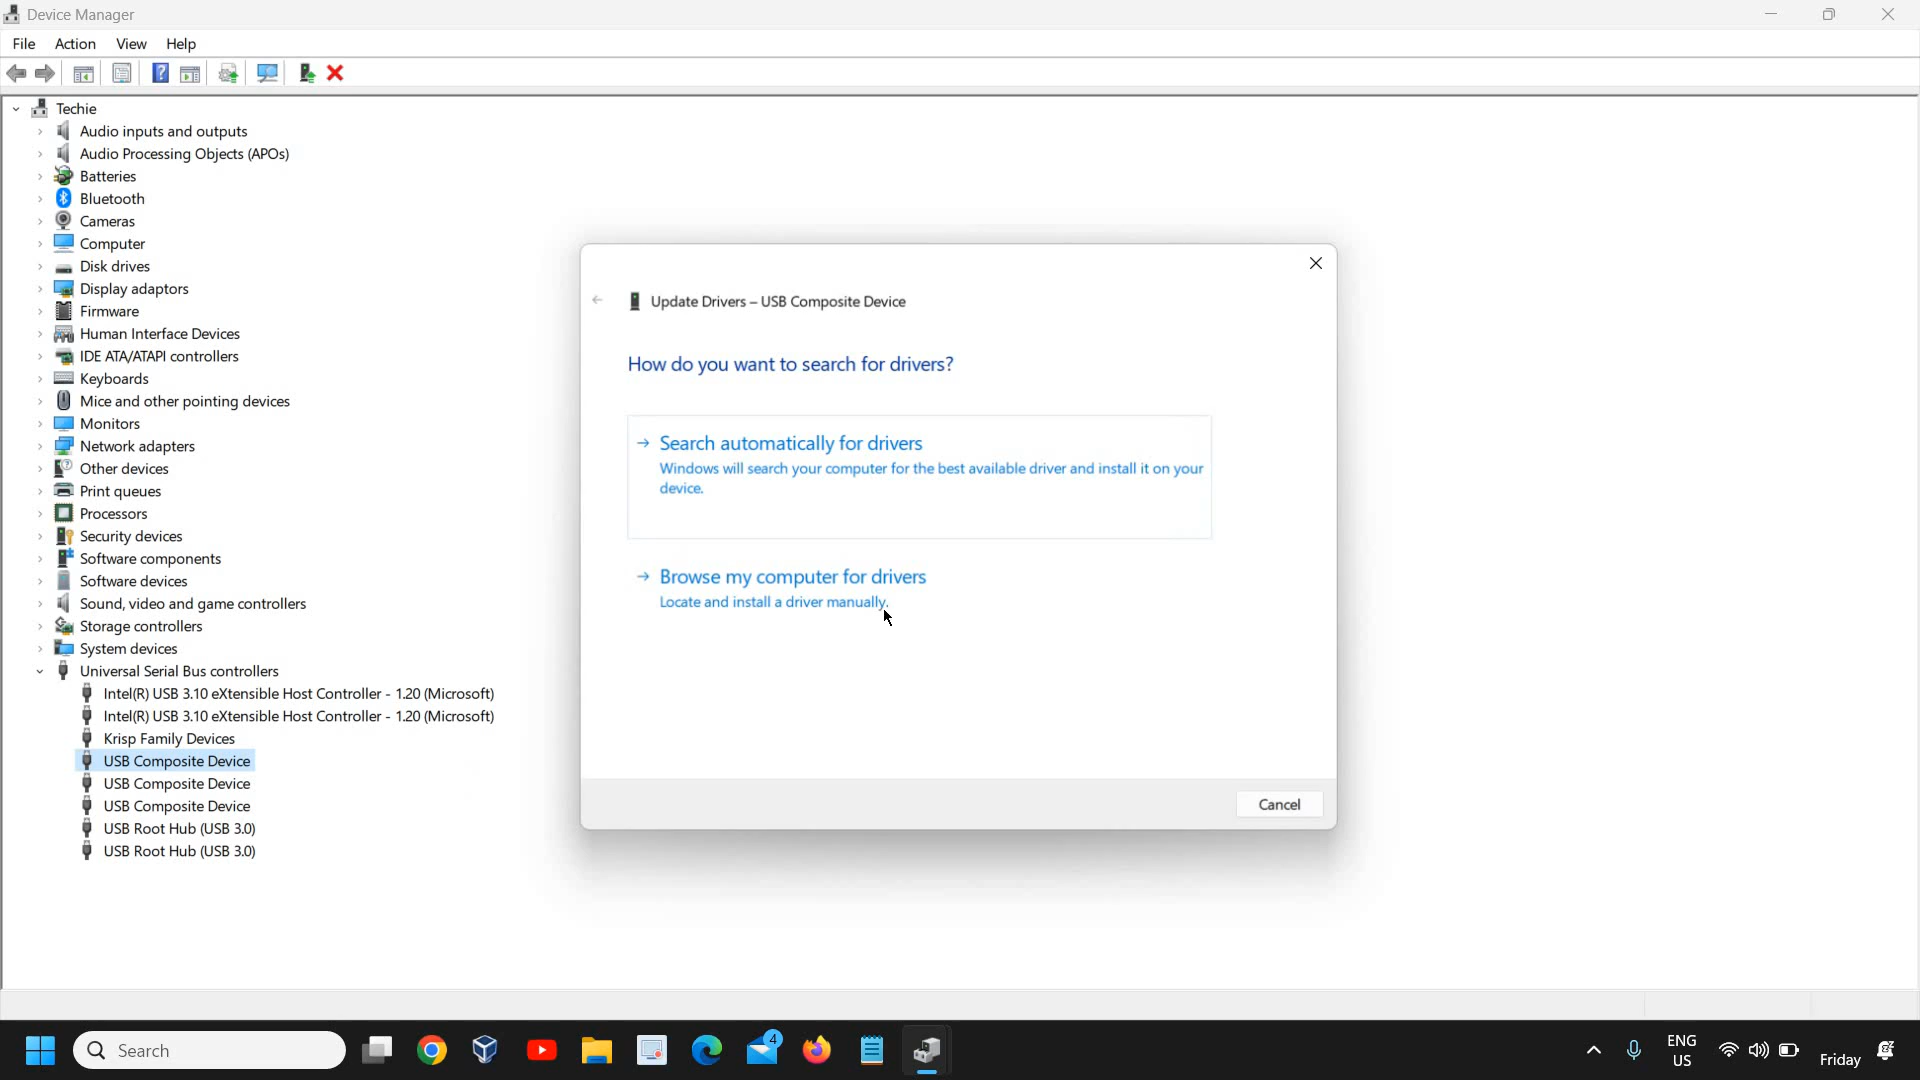 Device Manager
File Action View Help
Techie
Audio inputs and outputs
Audio Processing Objects (APOs)
Batteries
Bluetooth
Cameras
Computer
Disk drives
Display adaptors
Firmware
Human Interface Devices
IDE ATA/ATAPI controllers
Keyboards
Mice and other pointing devices
Monitors
Network adapters
Other devices
Print queues
Processors
Security devices
Software components
Software devices
Sound, video and game controllers
Storage controllers
System devices
Universal Serial Bus controllers
Intel(R) USB 3.10 eXtensible Host Controller - 1.20 (Microsoft)
Intel(R) USB 3.10 eXtensible Host Controller - 1.20 (Microsoft)
Krisp Family Devices
USB Composite Device
USB Composite Device
USB Composite Device
USB Root Hub (USB 3.0)
USB Root Hub (USB 3.0)
Update Drivers – USB Composite Device
How do you want to search for drivers?
Search automatically for drivers
Windows will search your computer for the best available driver and install it on your
device.
Browse my computer for drivers
Locate and install a driver manually.
Cancel
Search
4
ENG
US
Friday